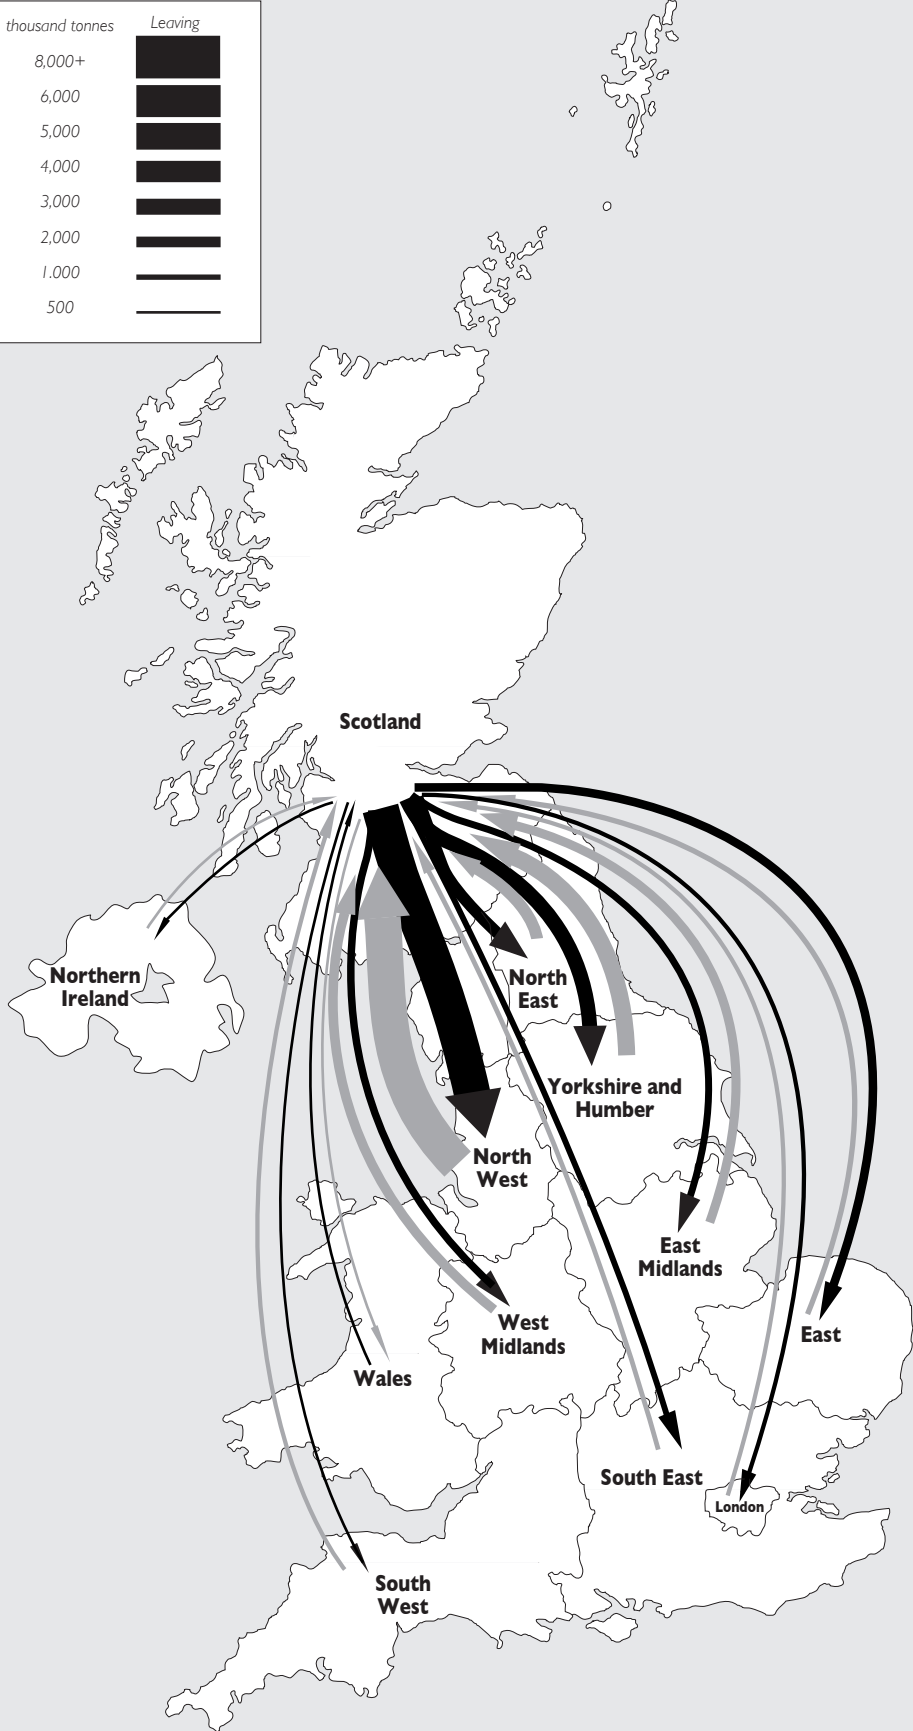 thousand tonnes
Leaving
8,000+
6,000
5,000
4,000
3,000
2,000
1.000
500
Scotland
Northern
Ireland
North
East
Yorkshire and
Humber
North
West
East
Midlands
West
Midlands
East
Wales
South East
London
South
West